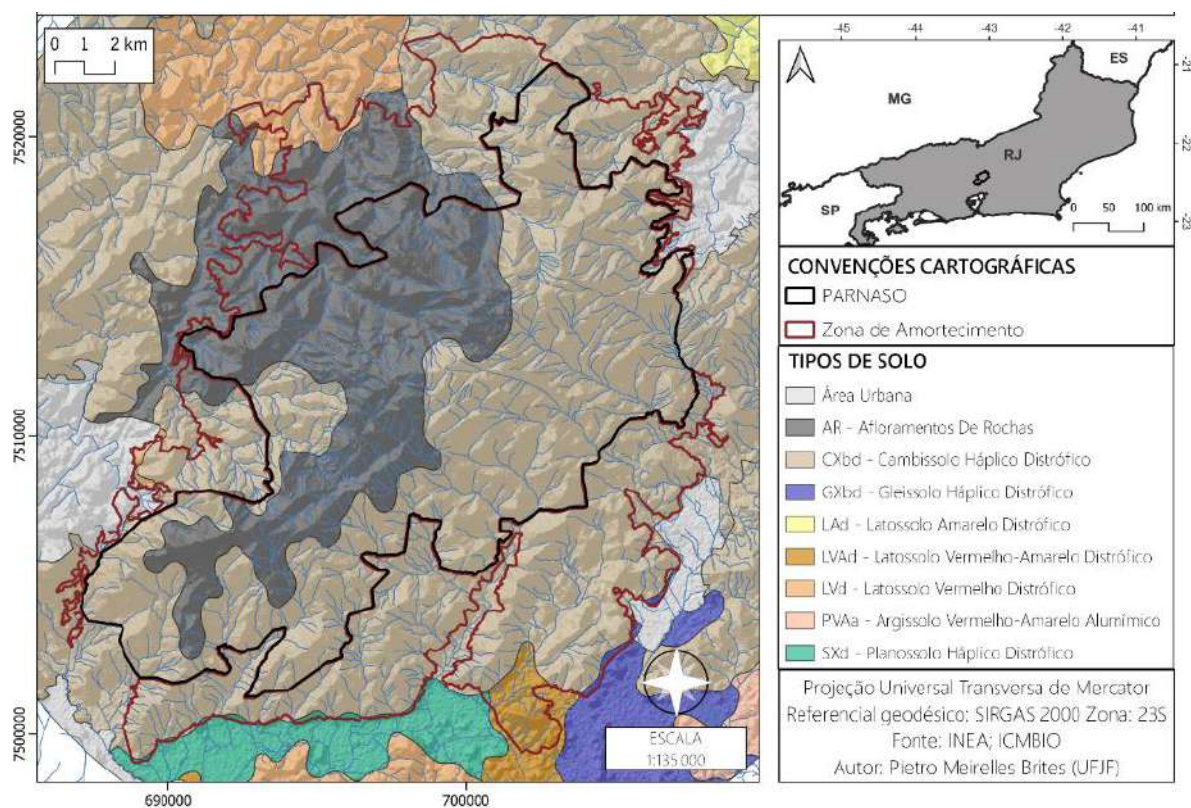 0 1 2 km
7520000
7510000
7500000
690000
700000
ESCALA
1:135 000
-45
-44
-43
-42
-41
-21
-22
-23
ES
MG
RJ
SP
0 50 100 km
CONVENÇÕES CARTOGRÁFICAS
PARNASO
Zona de Amortecimento
TIPOS DE SOLO
Área Urbana
AR - Afloramentos De Rochas
CXbd - Cambissolo Háplico Distrófico
GXbd - Gleissolo Háplico Distrófico
LAd - Latossolo Amarelo Distrófico
LVAd - Latossolo Vermelho-Amarelo Distrófico
LVd - Latossolo Vermelho Distrófico
PVAa - Argissolo Vermelho-Amarelo Alumímico
SXd - Planossolo Háplico Distrófico
Projeção Universal Transversa de Mercator
Referencial geodésico: SIRGAS 2000 Zona: 23S
Fonte: INEA; ICMBIO
Autor: Pietro Meirelles Brites (UFJF)